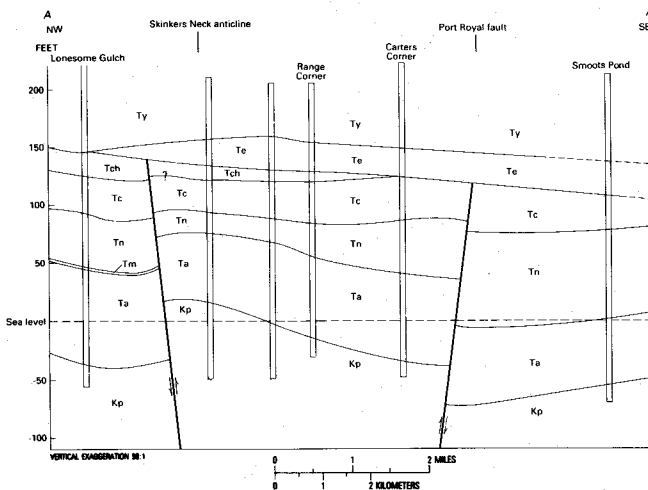 A
NW
Skinkers Neck anticline
Port Royal fault
SE
FEET
Lonesome Gulch
Range
Corner
Carters
Corner
Smoots Pond
200
Ty
Ty
Ty
150
Te
Te
Te
Tch
?
Tch
100
Tc
Tc
Tc
Tc
Tn
Tn
Tn
Tn
50
Tm
Ta
Ta
Ta
Kp
Sea level
-50
Kp
Kp
Ta
Kp
-100
VERTICAL EXAGGERATION 98:1
0 1 2 MILES
0 1 2 KILOMETERS